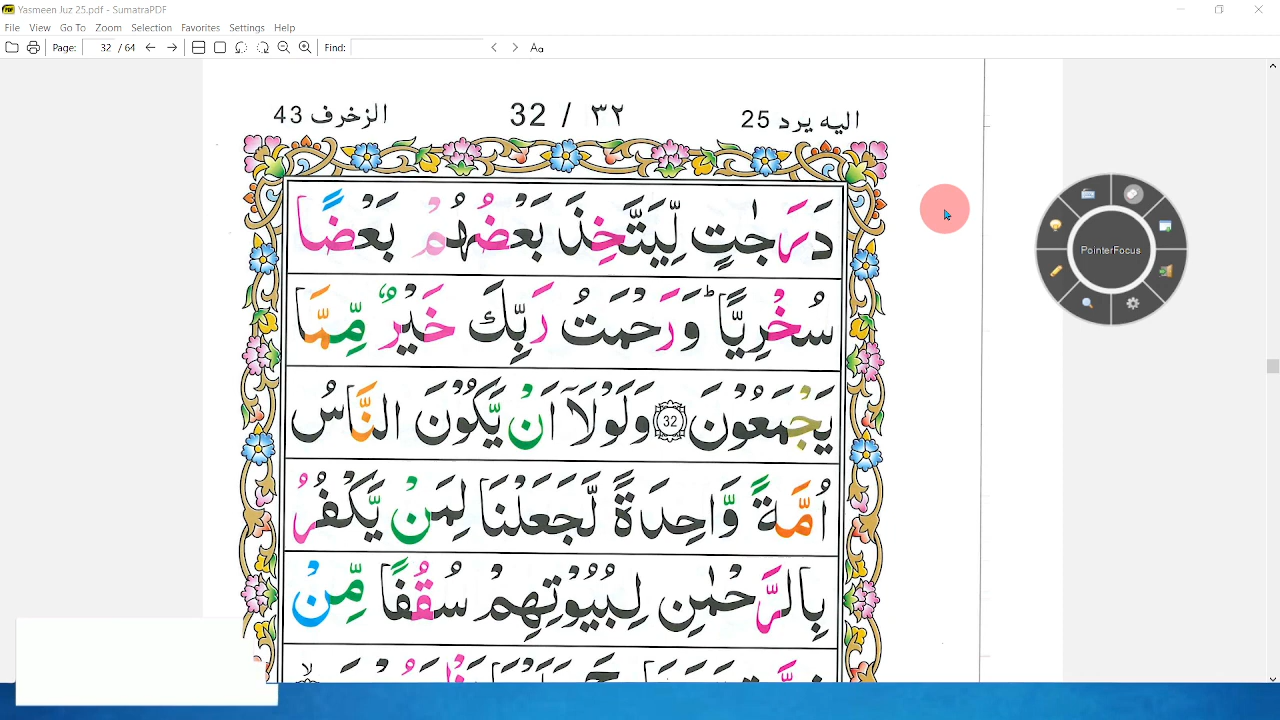 Yasmeen Juz 25.pdf - SumatraPDF
File View Go To Zoom Selection Favorites Settings Help
Page: 32 / 64 Find: Aa
اليه يرد 25 32 / ٣٢ الزخرف 43
دَرَجٰتٍ لِّيَتَّخِذَ بَعْضُهُمْ بَعْضًا
سُخْرِيًّا ؕ وَرَحْمَتُ رَبِّكَ خَيْرٌ مِّمَّا
يَجْمَعُوْنَ 32 وَلَوْلَاۤ اَنْ يَّكُوْنَ النَّاسُ
اُمَّةً وَّاحِدَةً لَّجَعَلْنَا لِمَنْ يَّكْفُرُ
بِالرَّحْمٰنِ لِبُيُوْتِهِمْ سُقُفًا مِّنْ
PointerFocus